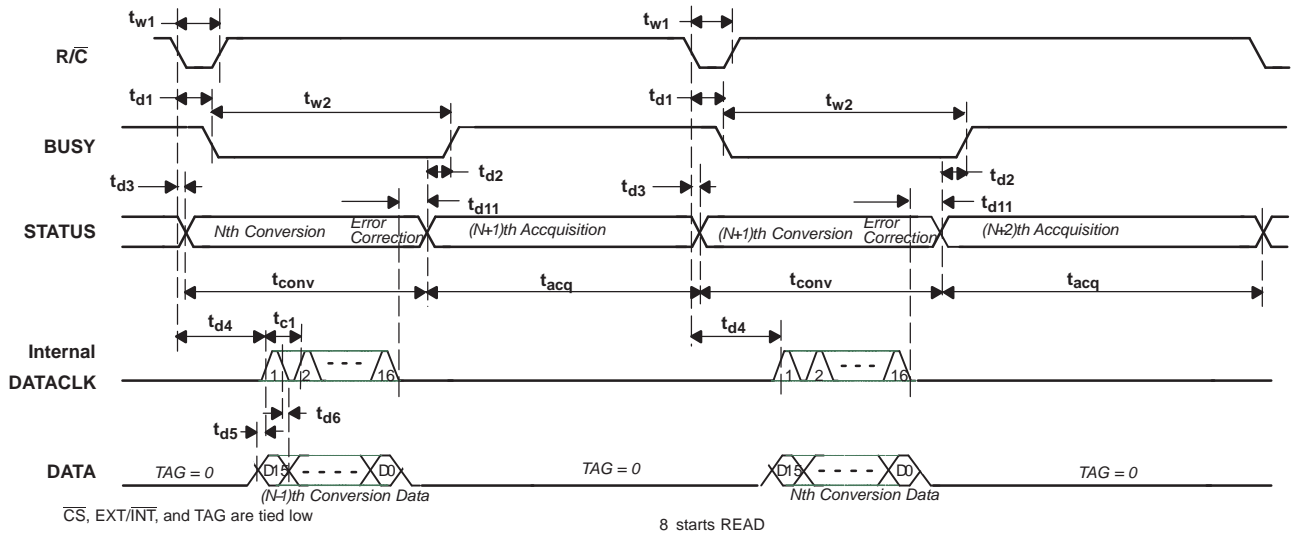 tw1 tw1
R/C
td1 tw2 td1 tw2
BUSY
td3 td2 td3 td2
td11 td11
STATUS Nth Conversion Error Correction (N+1)th Accquisition (N+1)th Conversion Error Correction (N+2)th Accquisition
tconv tacq tconv tacq
td4 tc1 td4
Internal
DATACLK 1 2 - - - 16 1 2 - - - 16
td6
td5
DATA TAG = 0 D15 - - - - - D0 TAG = 0 D15 - - - - - D0 TAG = 0
(N-1)th Conversion Data Nth Conversion Data
CS, EXT/INT, and TAG are tied low
8 starts READ